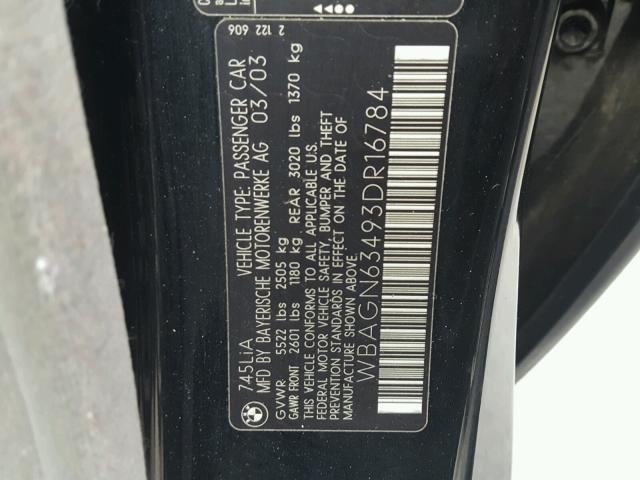 745LiA VEHICLE TYPE: PASSENGER CAR
MFD BY BAYERISCHE MOTORENWERKE AG 03/03
GVWR 5522 lbs 2505 kg
GAWR FRONT 2601 lbs 1180 kg REAR 3020 lbs 1370 kg
THIS VEHICLE CONFORMS TO ALL APPLICABLE U.S.
FEDERAL MOTOR VEHICLE SAFETY, BUMPER AND THEFT
PREVENTION STANDARDS IN EFFECT ON THE DATE OF
MANUFACTURE SHOWN ABOVE.
WBAGN63493DR16784
2 122 606
BMW